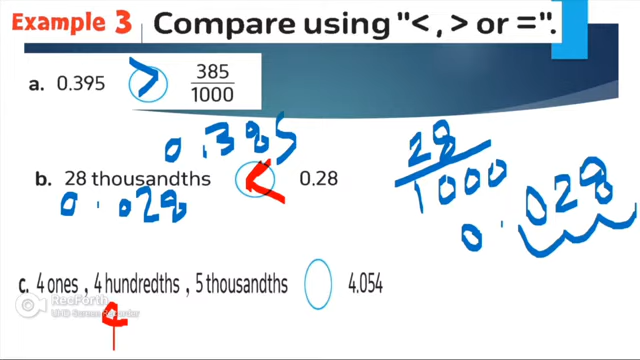 Example 3 Compare using "< , > or =".
a. 0.395 > 385/1000
0.385
b. 28 thousandths < 0.28
0.028
28/1000
0.028
c. 4 ones , 4 hundredths , 5 thousandths 4.054
RecForth